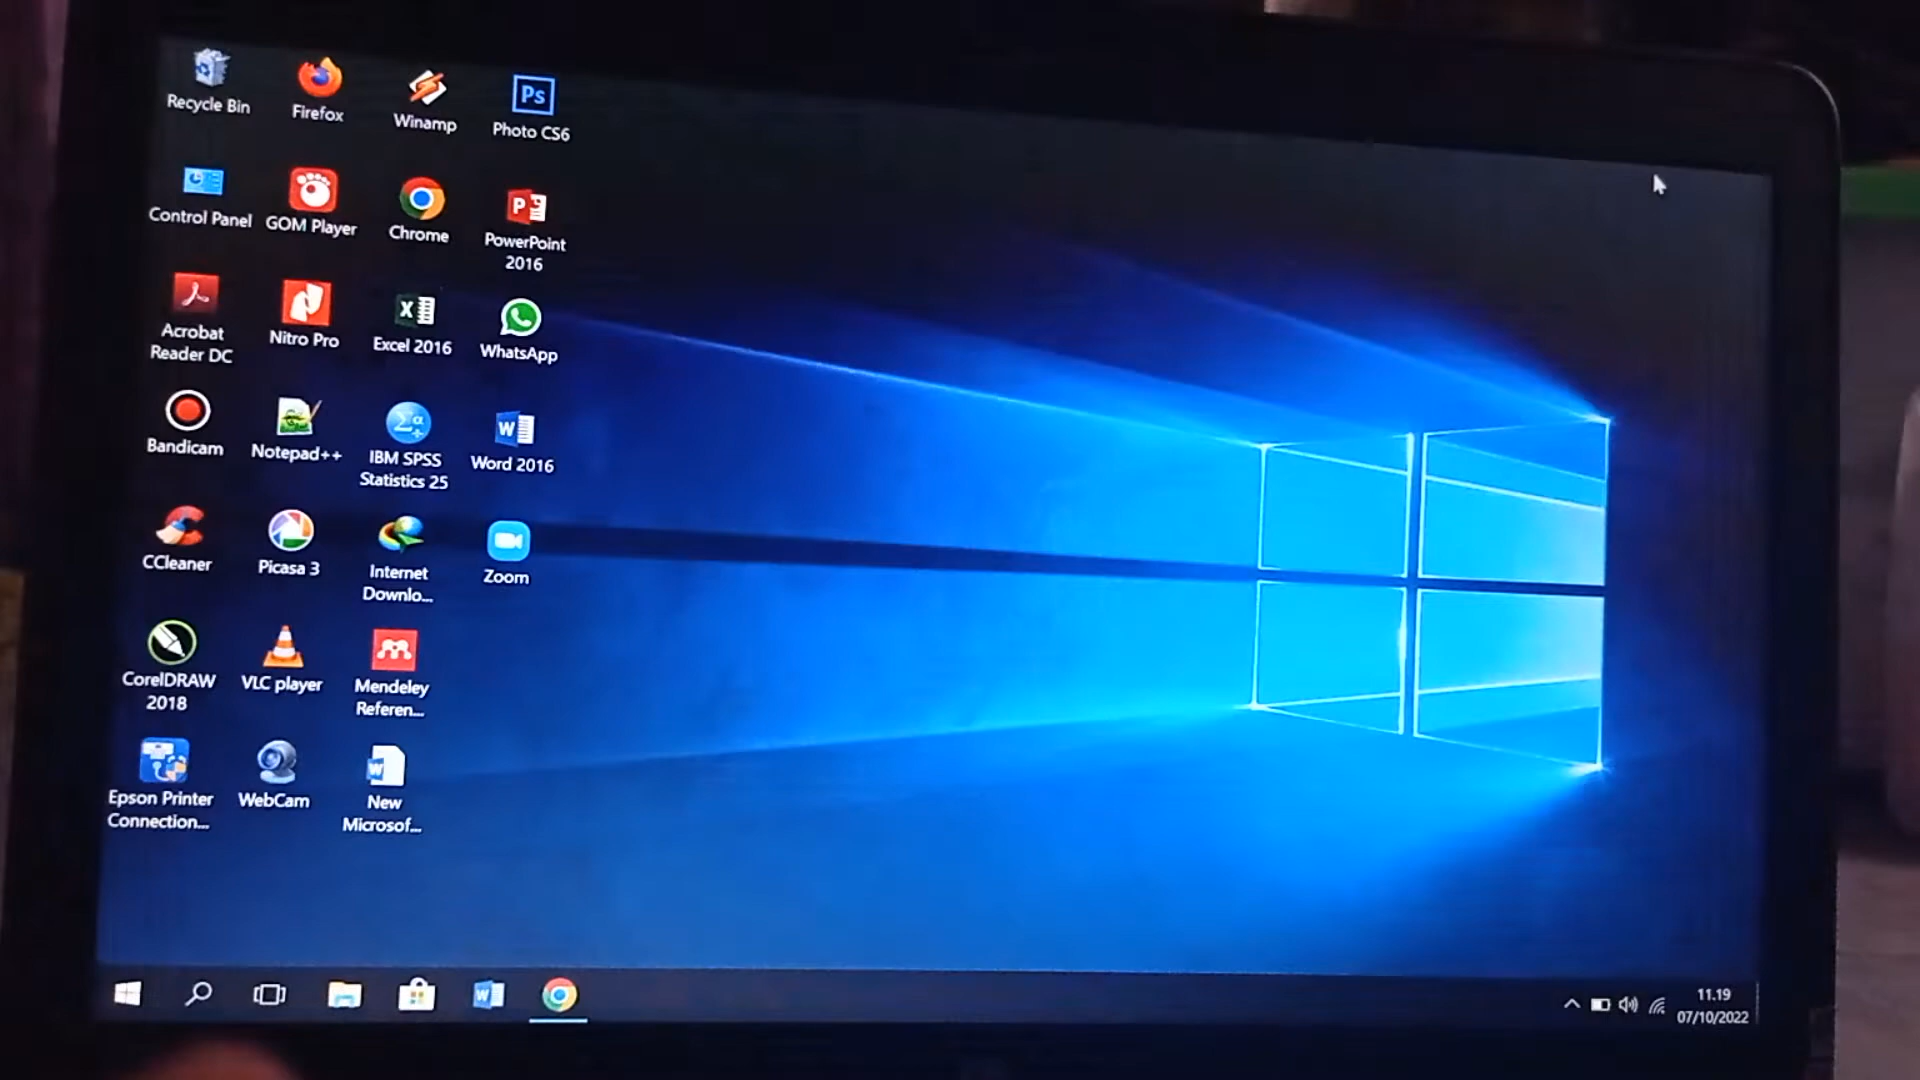 Recycle Bin
Firefox
Winamp
Ps
Photo CS6
Control Panel
GOM Player
Chrome
P
PowerPoint
2016
Acrobat
Reader DC
Nitro Pro
X
Excel 2016
WhatsApp
Bandicam
Notepad++
Σα
IBM SPSS
Statistics 25
W
Word 2016
CCleaner
Picasa 3
Internet
Downlo...
Zoom
CorelDRAW
2018
VLC player
Mendeley
Referen...
Epson Printer
Connection...
WebCam
W
New
Microsof...
W
11.19
07/10/2022